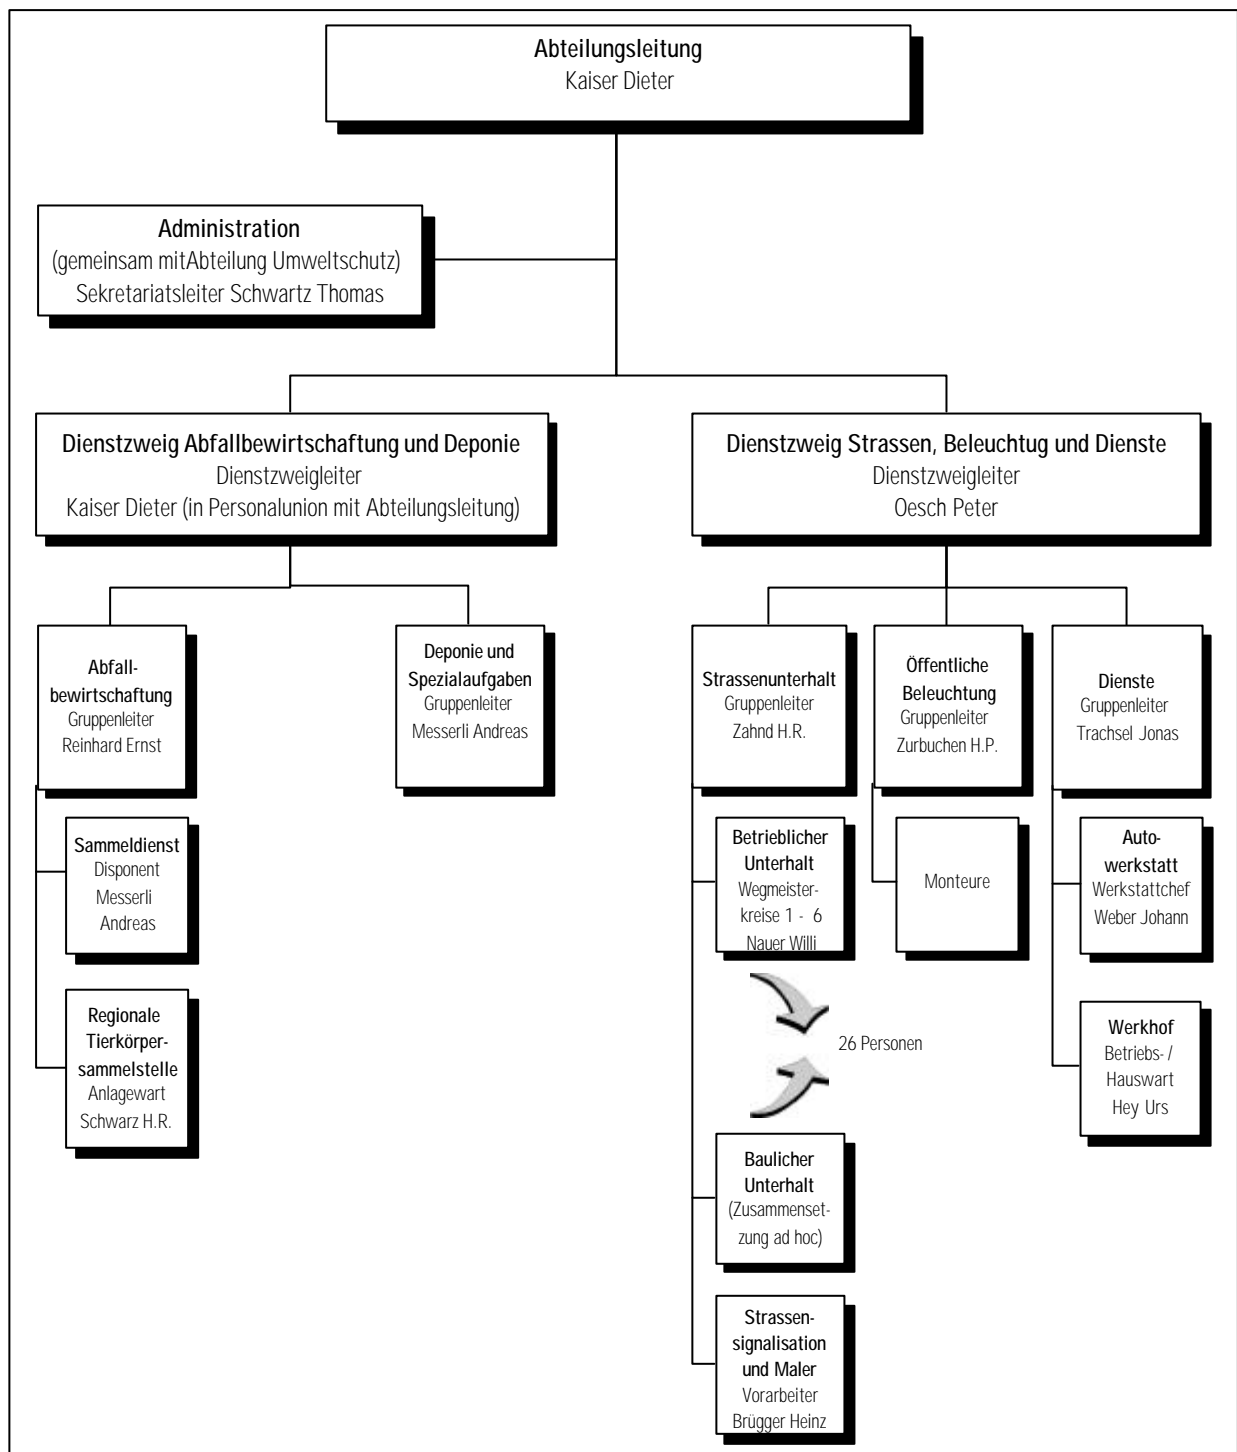 Abteilungsleitung
Kaiser Dieter
Administration
(gemeinsam mitAbteilung Umweltschutz)
Sekretariatsleiter Schwartz Thomas
Dienstzweig Abfallbewirtschaftung und Deponie
Dienstzweigleiter
Kaiser Dieter (in Personalunion mit Abteilungsleitung)
Dienstzweig Strassen, Beleuchtug und Dienste
Dienstzweigleiter
Oesch Peter
Abfall-
bewirtschaftung
Gruppenleiter
Reinhard Ernst
Deponie und
Spezialaufgaben
Gruppenleiter
Messerli Andreas
Strassenunterhalt
Gruppenleiter
Zahnd H.R.
Öffentliche
Beleuchtung
Gruppenleiter
Zurbuchen H.P.
Dienste
Gruppenleiter
Trachsel Jonas
Sammeldienst
Disponent
Messerli
Andreas
Betrieblicher
Unterhalt
Wegmeister-
kreise 1 - 6
Nauer Willi
Monteure
Auto-
werkstatt
Werkstattchef
Weber Johann
Regionale
Tierkörper-
sammelstelle
Anlagewart
Schwarz H.R.
26 Personen
Werkhof
Betriebs- /
Hauswart
Hey Urs
Baulicher
Unterhalt
(Zusammenset-
zung ad hoc)
Strassen-
signalisation
und Maler
Vorarbeiter
Brügger Heinz